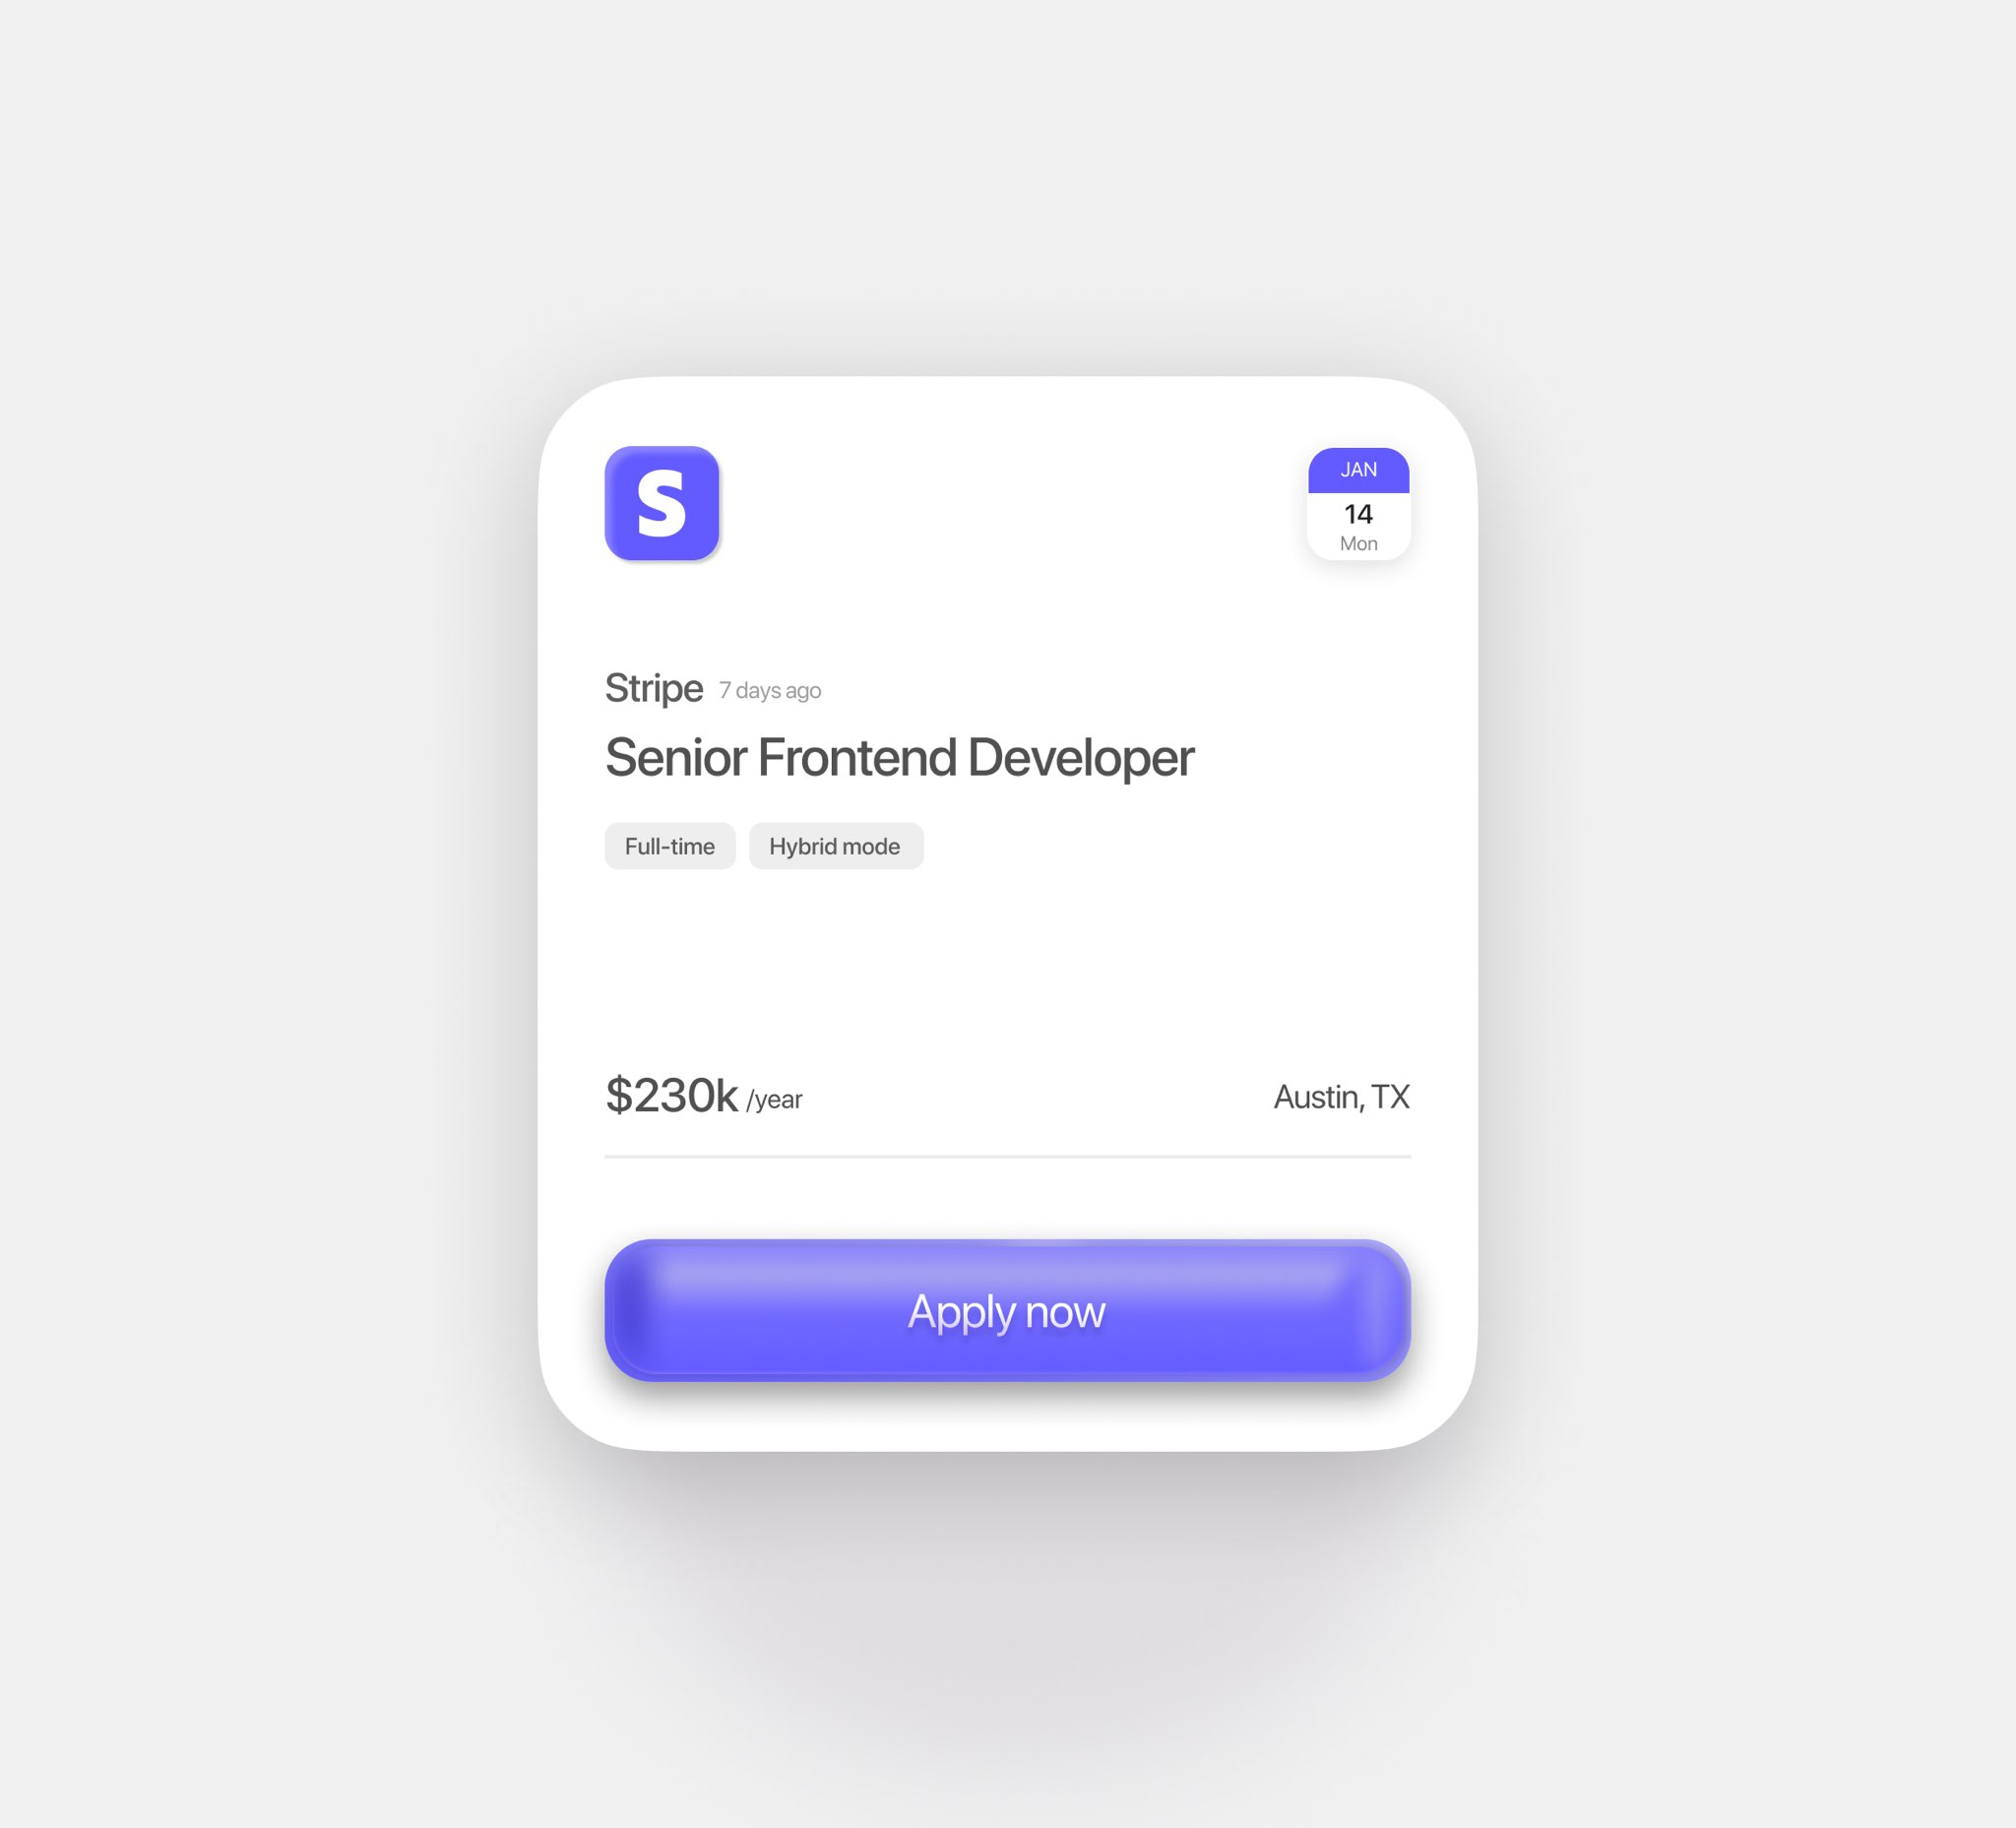 S
JAN
14
Mon
Stripe 7 days ago
Senior Frontend Developer
Full-time Hybrid mode
$230k /year Austin, TX
Apply now